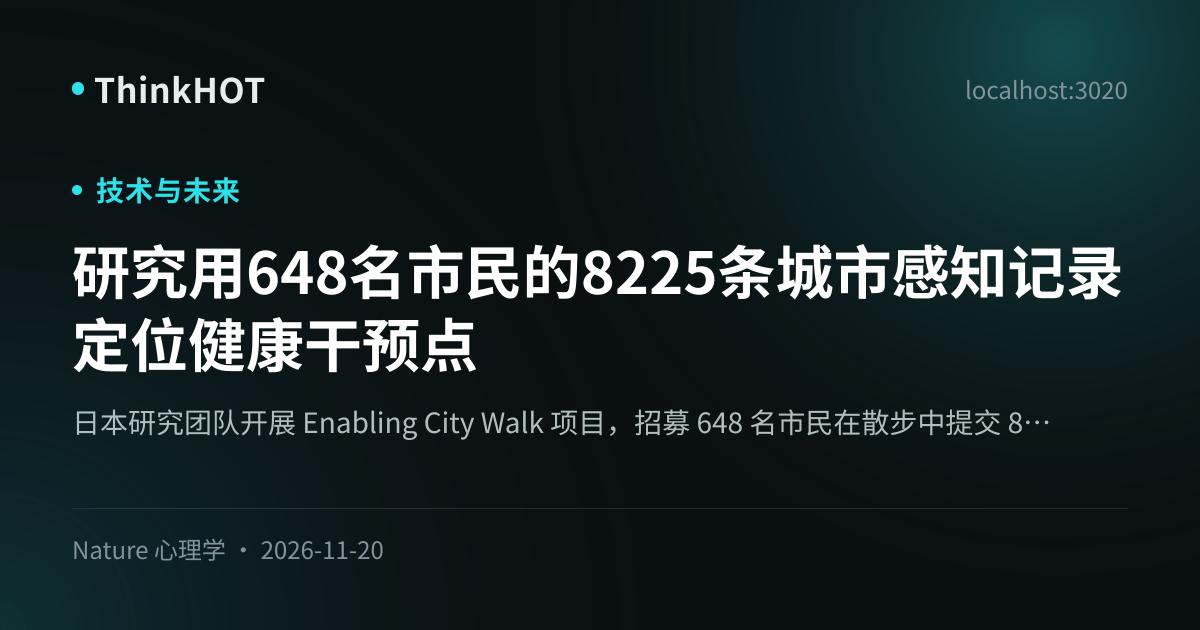 ThinkHOT
localhost:3020
技术与未来
研究用648名市民的8225条城市感知记录
定位健康干预点
日本研究团队开展 Enabling City Walk 项目，招募 648 名市民在散步中提交 8…
Nature 心理学 · 2026-11-20